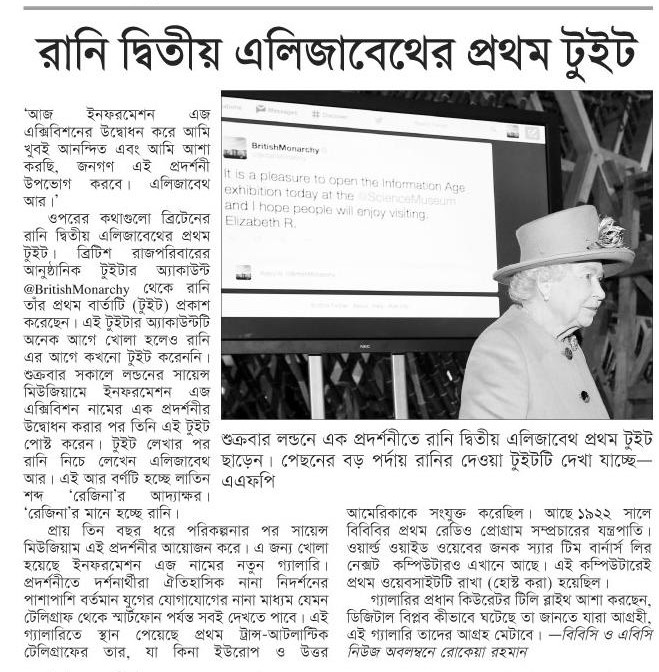 রানি দ্বিতীয় এলিজাবেথের প্রথম টুইট
'আজ ইনফরমেশন এজ
এক্সিবিশনের উদ্বোধন করে আমি
খুবই আনন্দিত এবং আমি আশা
করছি, জনগণ এই প্রদর্শনী
উপভোগ করবে। এলিজাবেথ
আর।'
ওপরের কথাগুলো ব্রিটেনের
রানি দ্বিতীয় এলিজাবেথের প্রথম
টুইট। ব্রিটিশ রাজপরিবারের
আনুষ্ঠানিক টুইটার অ্যাকাউন্ট
@BritishMonarchy থেকে রানি
তাঁর প্রথম বার্তাটি (টুইট) প্রকাশ
করেছেন। এই টুইটার অ্যাকাউন্টটি
অনেক আগে খোলা হলেও রানি
এর আগে কখনো টুইট করেননি।
শুক্রবার সকালে লন্ডনের সায়েন্স
মিউজিয়ামে ইনফরমেশন এজ
এক্সিবিশন নামের এক প্রদর্শনীর
উদ্বোধন করার পর তিনি এই টুইট
পোস্ট করেন। টুইট লেখার পর
রানি নিচে লেখেন এলিজাবেথ
আর। এই আর বর্ণটি হচ্ছে লাতিন
শব্দ 'রেজিনা'র আদ্যাক্ষর।
'রেজিনা'র মানে হচ্ছে রানি।
প্রায় তিন বছর ধরে পরিকল্পনার পর সায়েন্স
মিউজিয়াম এই প্রদর্শনীর আয়োজন করে। এ জন্য খোলা
হয়েছে ইনফরমেশন এজ নামের নতুন গ্যালারি।
প্রদর্শনীতে দর্শনার্থীরা ঐতিহাসিক নানা নিদর্শনের
পাশাপাশি বর্তমান যুগের যোগাযোগের নানা মাধ্যম যেমন
টেলিগ্রাফ থেকে স্মার্টফোন পর্যন্ত সবই দেখতে পাবে। এই
গ্যালারিতে স্থান পেয়েছে প্রথম ট্রান্স-আটলান্টিক
টেলিগ্রাফের তার, যা কিনা ইউরোপ ও উত্তর
Messages
# Discover
BritishMonarchy
It is a pleasure to open the Information Age
exhibition today at the @ScienceMuseum
and I hope people will enjoy visiting.
Elizabeth R.
NEC
শুক্রবার লন্ডনে এক প্রদর্শনীতে রানি দ্বিতীয় এলিজাবেথ প্রথম টুইট
ছাড়েন। পেছনের বড় পর্দায় রানির দেওয়া টুইটটি দেখা যাচ্ছে—
এএফপি
আমেরিকাকে সংযুক্ত করেছিল। আছে ১৯২২ সালে
বিবিবির প্রথম রেডিও প্রোগ্রাম সম্প্রচারের যন্ত্রপাতি।
ওয়ার্ল্ড ওয়াইড ওয়েবের জনক স্যার টিম বার্নার্স লির
নেক্সট কম্পিউটারও এখানে আছে। এই কম্পিউটারেই
প্রথম ওয়েবসাইটটি রাখা (হোস্ট করা) হয়েছিল।
গ্যালারির প্রধান কিউরেটর টিলি ব্লাইথ আশা করছেন,
ডিজিটাল বিপ্লব কীভাবে ঘটেছে তা জানতে যারা আগ্রহী,
এই গ্যালারি তাদের আগ্রহ মেটাবে। —বিবিসি ও এবিসি
নিউজ অবলম্বনে রোকেয়া রহমান